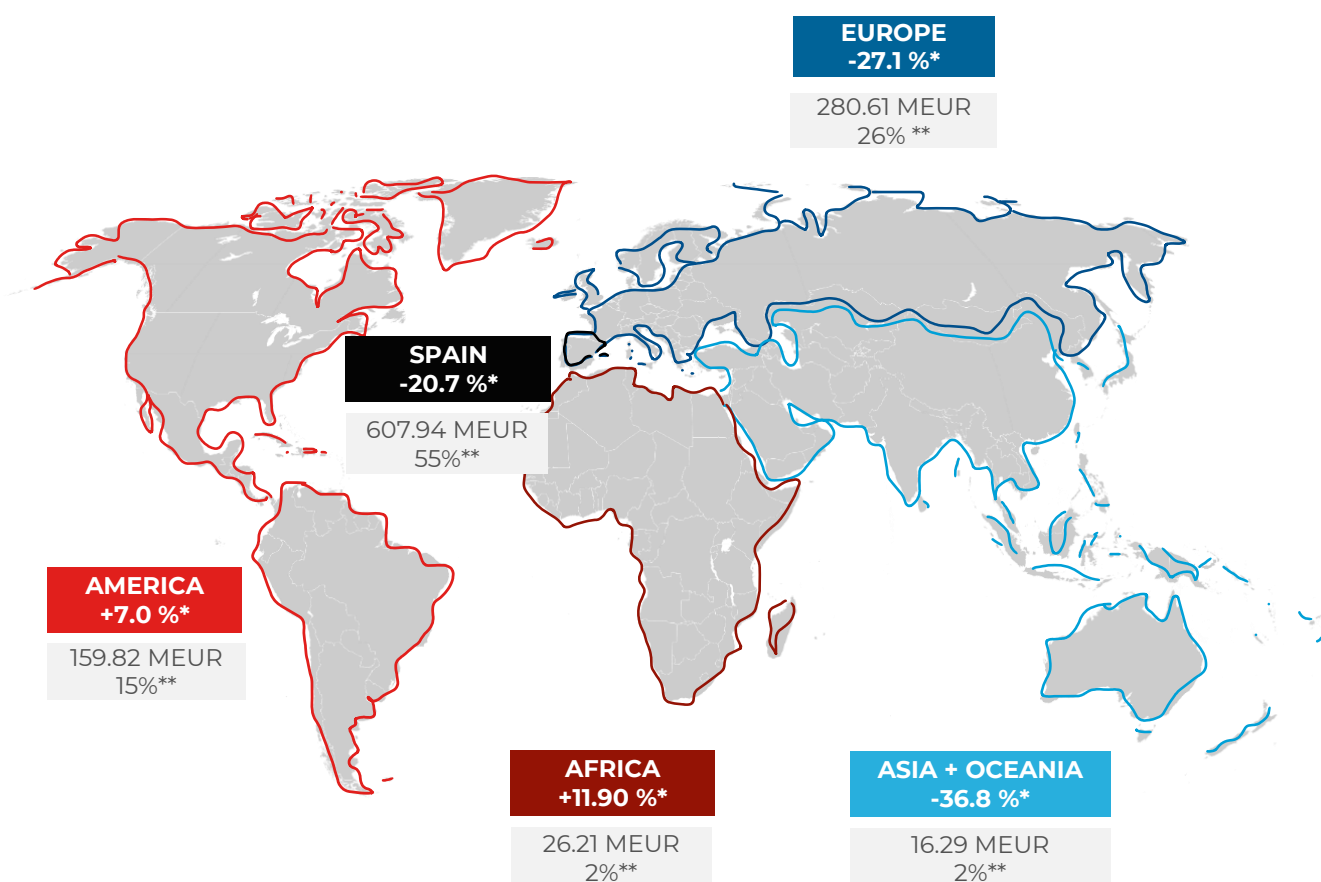 EUROPE
-27.1 %*
280.61 MEUR
26% **
SPAIN
-20.7 %*
607.94 MEUR
55%**
AMERICA
+7.0 %*
159.82 MEUR
15%**
AFRICA
+11.90 %*
26.21 MEUR
2%**
ASIA + OCEANIA
-36.8 %*
16.29 MEUR
2%**